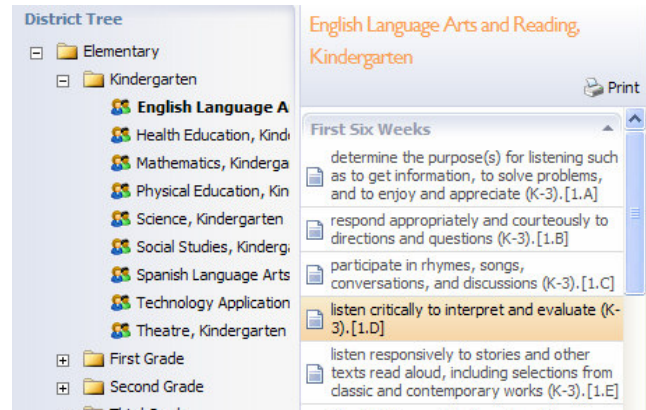 District Tree
Elementary
Kindergarten
English Language A
Health Education, Kind
Mathematics, Kinderga
Physical Education, Kin
Science, Kindergarten
Social Studies, Kinderg
Spanish Language Arts
Technology Application
Theatre, Kindergarten
First Grade
Second Grade
Third Grade
English Language Arts and Reading,
Kindergarten
Print
First Six Weeks
determine the purpose(s) for listening such
as to get information, to solve problems,
and to enjoy and appreciate (K-3).[1.A]
respond appropriately and courteously to
directions and questions (K-3).[1.B]
participate in rhymes, songs,
conversations, and discussions (K-3).[1.C]
listen critically to interpret and evaluate (K-
3).[1.D]
listen responsively to stories and other
texts read aloud, including selections from
classic and contemporary works (K-3).[1.E]